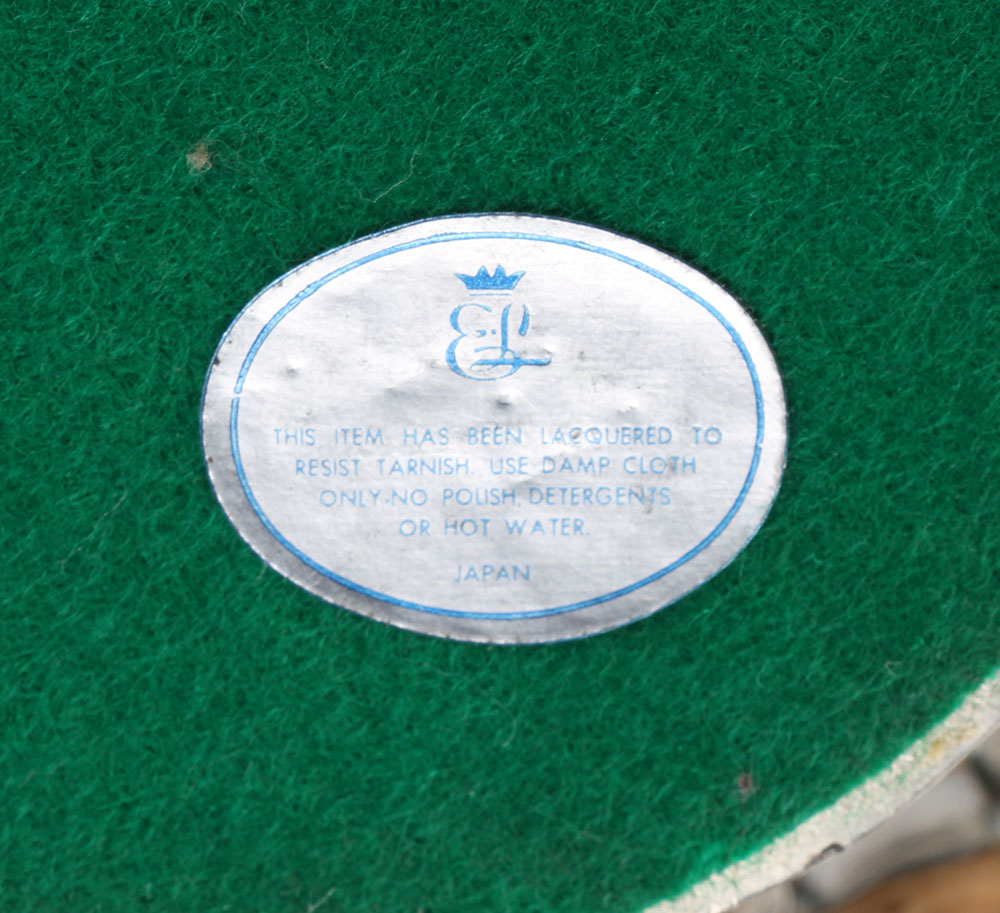 EL
THIS ITEM HAS BEEN LACQUERED TO
RESIST TARNISH. USE DAMP CLOTH
ONLY-NO POLISH, DETERGENTS
OR HOT WATER.
JAPAN